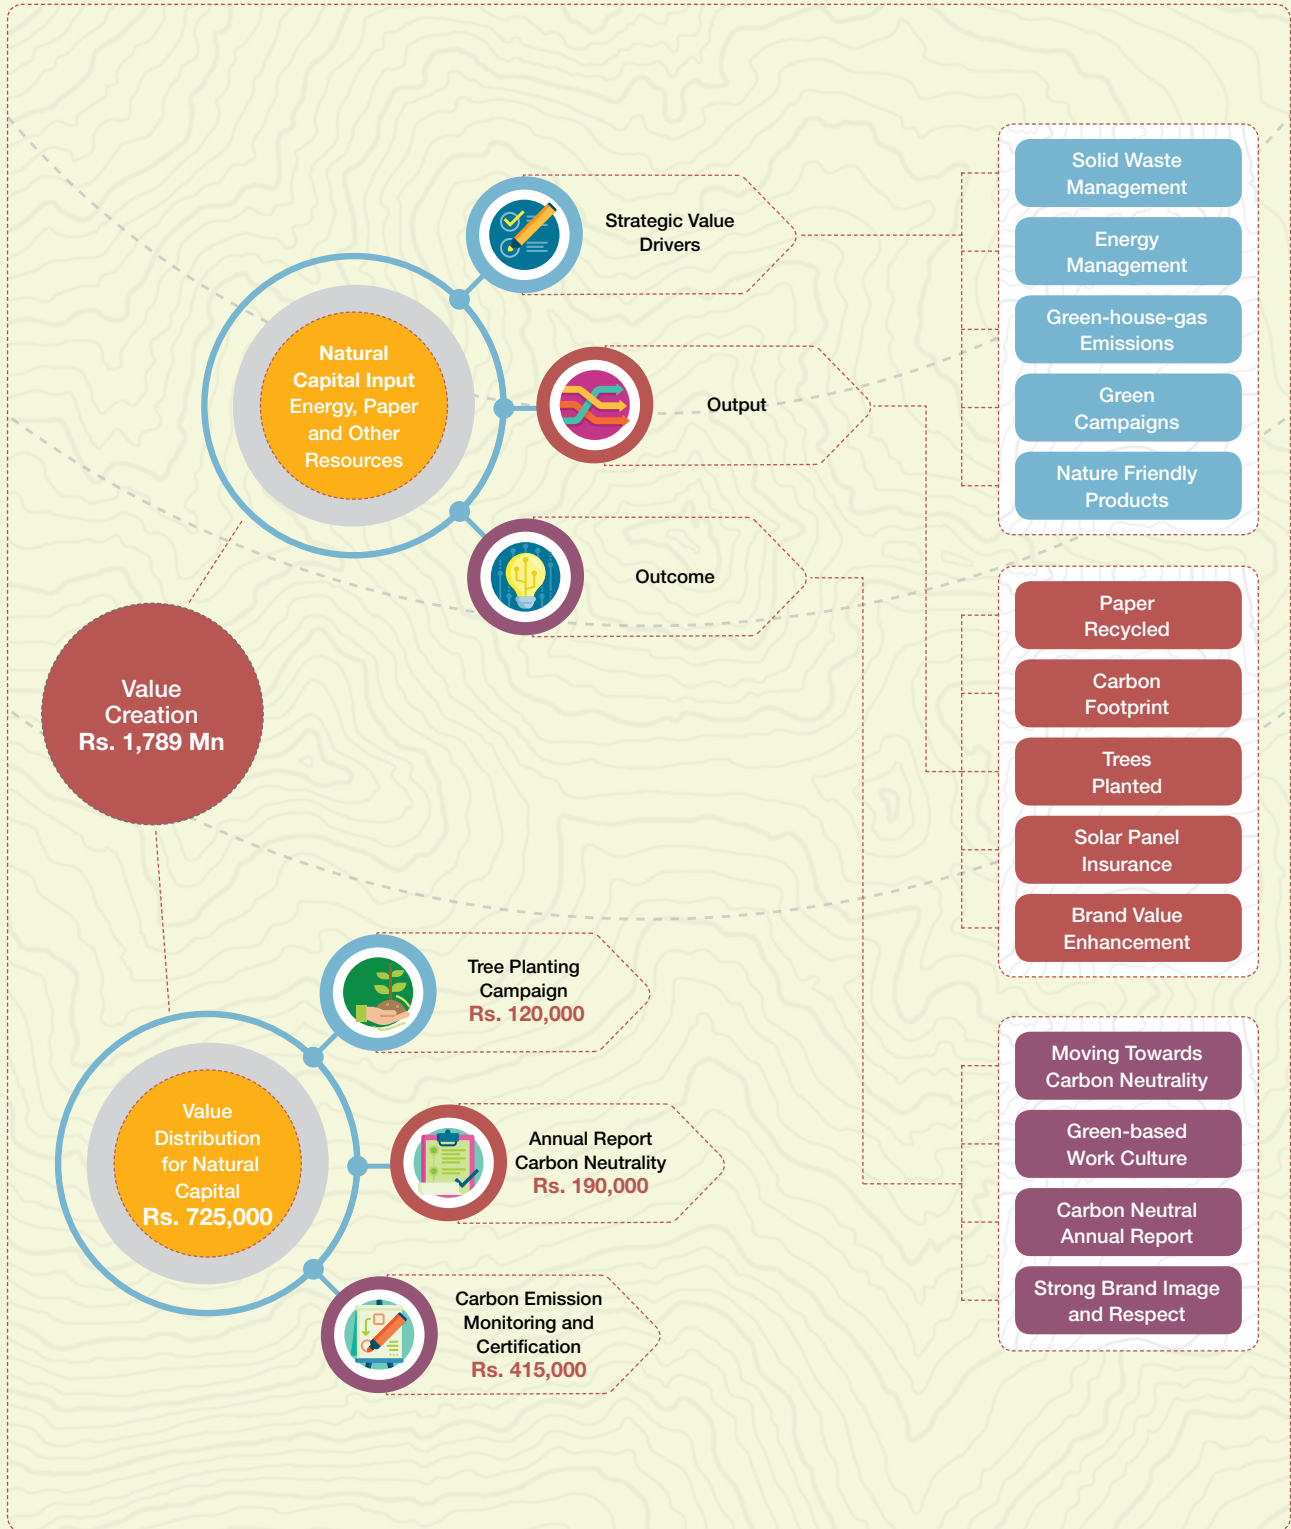 Strategic Value
Drivers
Natural
Capital Input
Energy, Paper
and Other
Resources
Output
Outcome
Value
Creation
Rs. 1,789 Mn
Solid Waste
Management
Energy
Management
Green-house-gas
Emissions
Green
Campaigns
Nature Friendly
Products
Paper
Recycled
Carbon
Footprint
Trees
Planted
Solar Panel
Insurance
Brand Value
Enhancement
Moving Towards
Carbon Neutrality
Green-based
Work Culture
Carbon Neutral
Annual Report
Strong Brand Image
and Respect
Value
Distribution
for Natural
Capital
Rs. 725,000
Tree Planting
Campaign
Rs. 120,000
Annual Report
Carbon Neutrality
Rs. 190,000
Carbon Emission
Monitoring and
Certification
Rs. 415,000